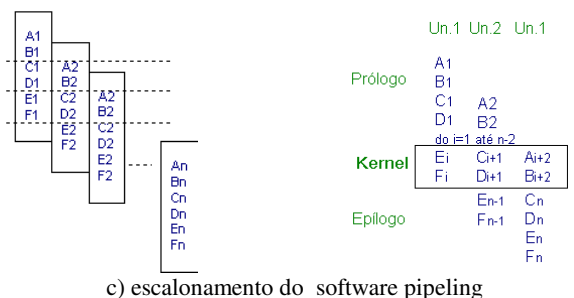 A1
B1
C1
D1
E1
F1
A2
B2
C2
D2
E2
F2
A2
B2
C2
D2
E2
F2
An
Bn
Cn
Dn
En
Fn
Un.1 Un.2 Un.1
Prólogo
A1
B1
C1 A2
D1 B2
do i=1 até n-2
Kernel
Ei Ci+1 Ai+2
Fi Di+1 Bi+2
Epílogo
En-1 Cn
Fn-1 Dn
En
Fn
c) escalonamento do software pipeling